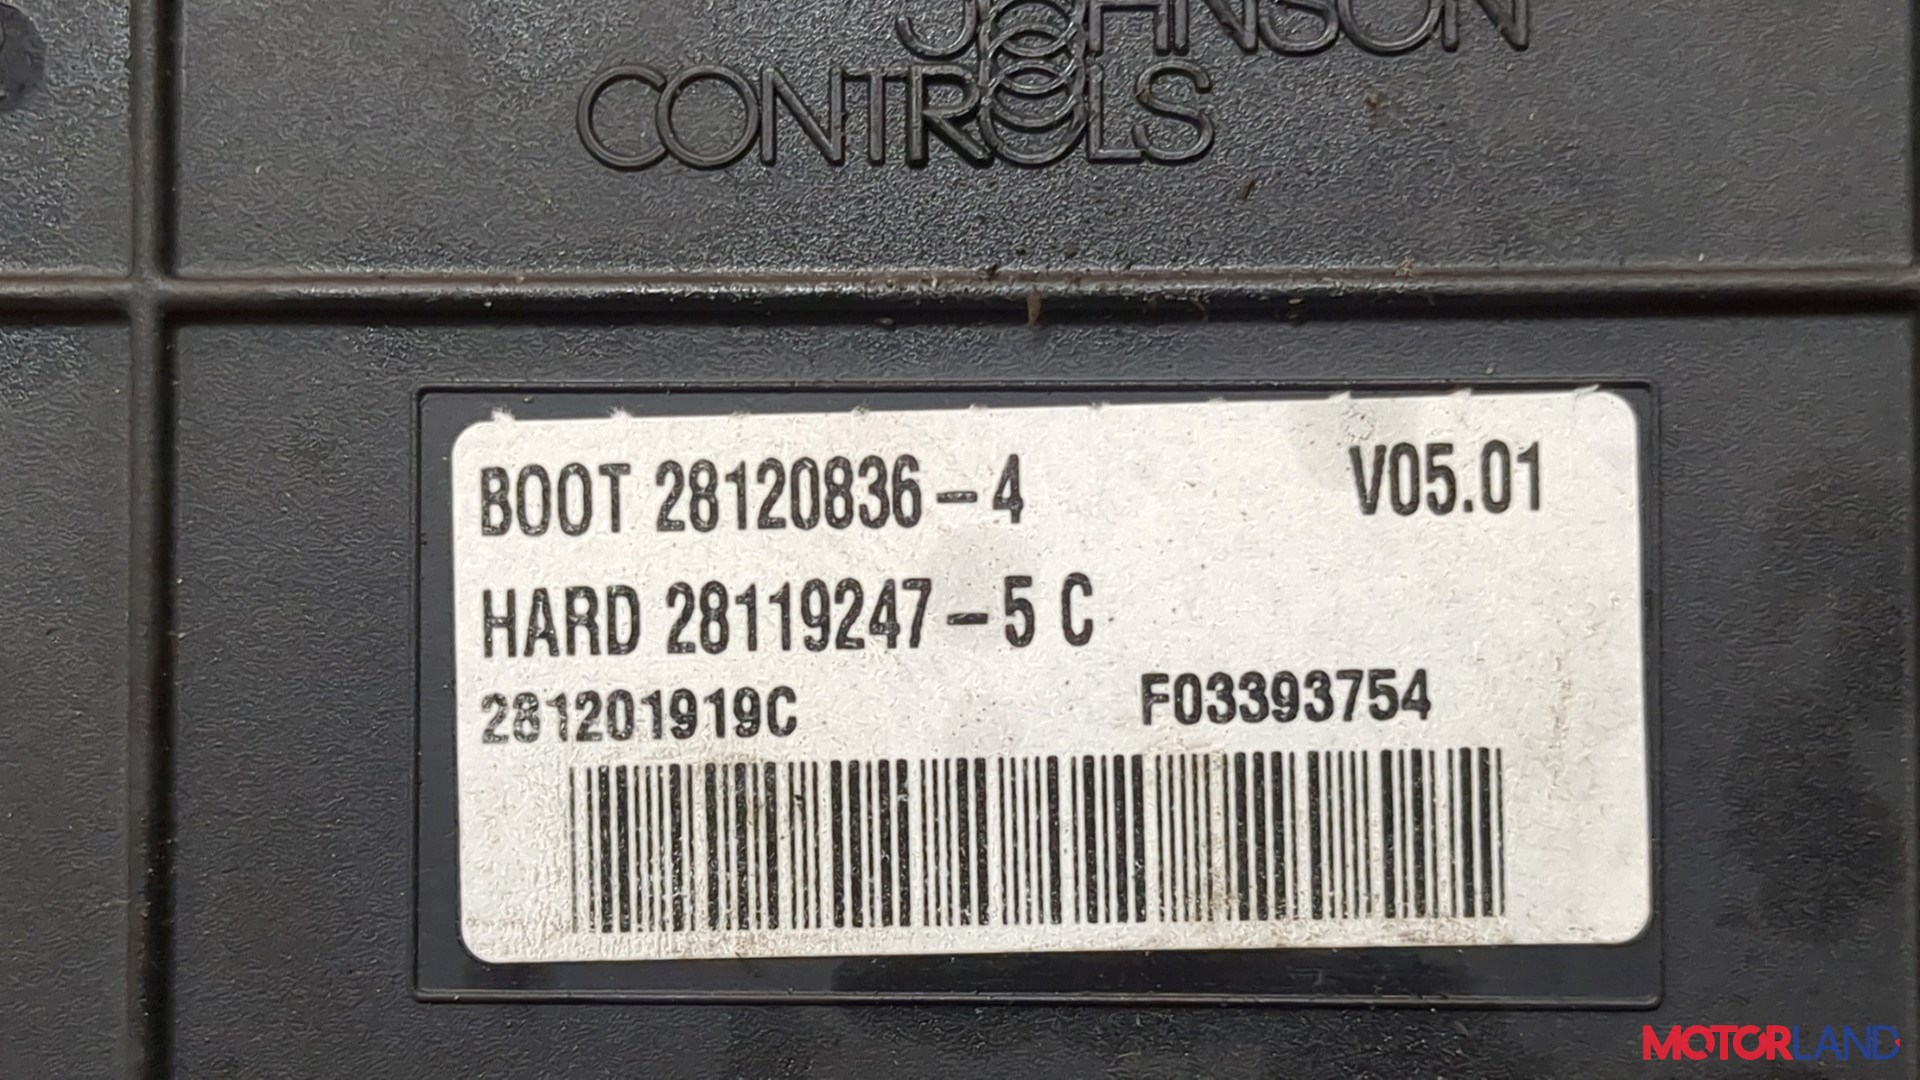 JOHNSON
CONTROLS
BOOT 28120836-4 V05.01
HARD 28119247-5 C
281201919C F03393754
MOTORLAND